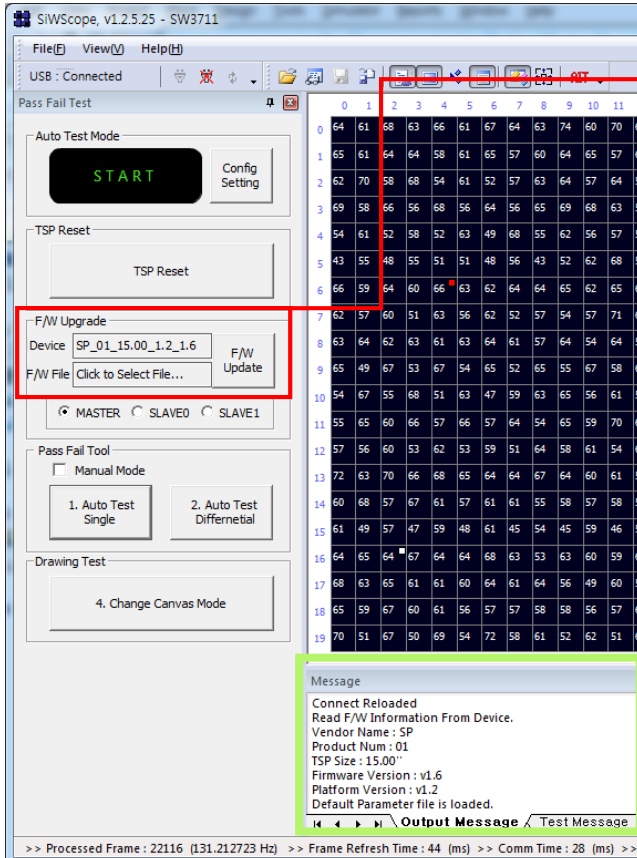 SiWScope, v1.2.5.25 - SW3711
File(F) View(V) Help(H)
USB : Connected
Pass Fail Test
0 1 2 3 4 5 6 7 8 9 10 11
Auto Test Mode
START
Config
Setting
TSP Reset
TSP Reset
F/W Upgrade
Device SP_01_15.00_1.2_1.6
F/W File Click to Select File...
F/W
Update
MASTER SLAVE0 SLAVE1
Pass Fail Tool
Manual Mode
1. Auto Test
Single
2. Auto Test
Differnetial
Drawing Test
4. Change Canvas Mode
0 64 61 68 63 66 61 67 64 63 74 60 70
1 65 61 64 64 58 61 65 57 60 64 65 57
2 62 70 58 68 54 61 52 57 63 64 57 64
3 69 58 66 56 68 56 64 56 65 69 68 63
4 54 61 52 58 52 63 49 68 55 62 56 57
5 43 55 48 55 51 51 48 56 43 52 62 68
6 66 59 64 60 66 63 62 64 64 65 62 65
7 62 57 60 51 63 56 62 52 57 54 57 71
8 63 64 62 63 61 63 64 61 57 64 54 64
9 65 49 67 53 67 54 65 52 65 55 67 58
10 54 67 55 68 51 63 47 59 63 65 56 61
11 55 65 60 66 57 66 57 64 54 65 59 70
12 57 56 60 53 62 53 59 51 64 58 61 54
13 72 63 70 66 68 65 64 64 67 64 60 61
14 60 68 57 67 61 57 61 61 55 58 57 58
15 61 49 57 47 59 48 61 45 54 45 59 46
16 64 65 64 67 64 64 68 63 53 63 60 59
17 68 63 65 61 61 60 64 61 64 56 49 60
18 65 59 67 60 61 56 57 57 58 58 56 57
19 70 51 67 50 69 54 72 58 61 52 62 51
Message
Connect Reloaded
Read F/W Information From Device.
Vendor Name : SP
Product Num : 01
TSP Size : 15.00''
Firmware Version : v1.6
Platform Version : v1.2
Default Parameter file is loaded.
Output Message Test Message
>> Processed Frame : 22116 (131.212723 Hz) >> Frame Refresh Time : 44 (ms) >> Comm Time : 28 (ms) >>